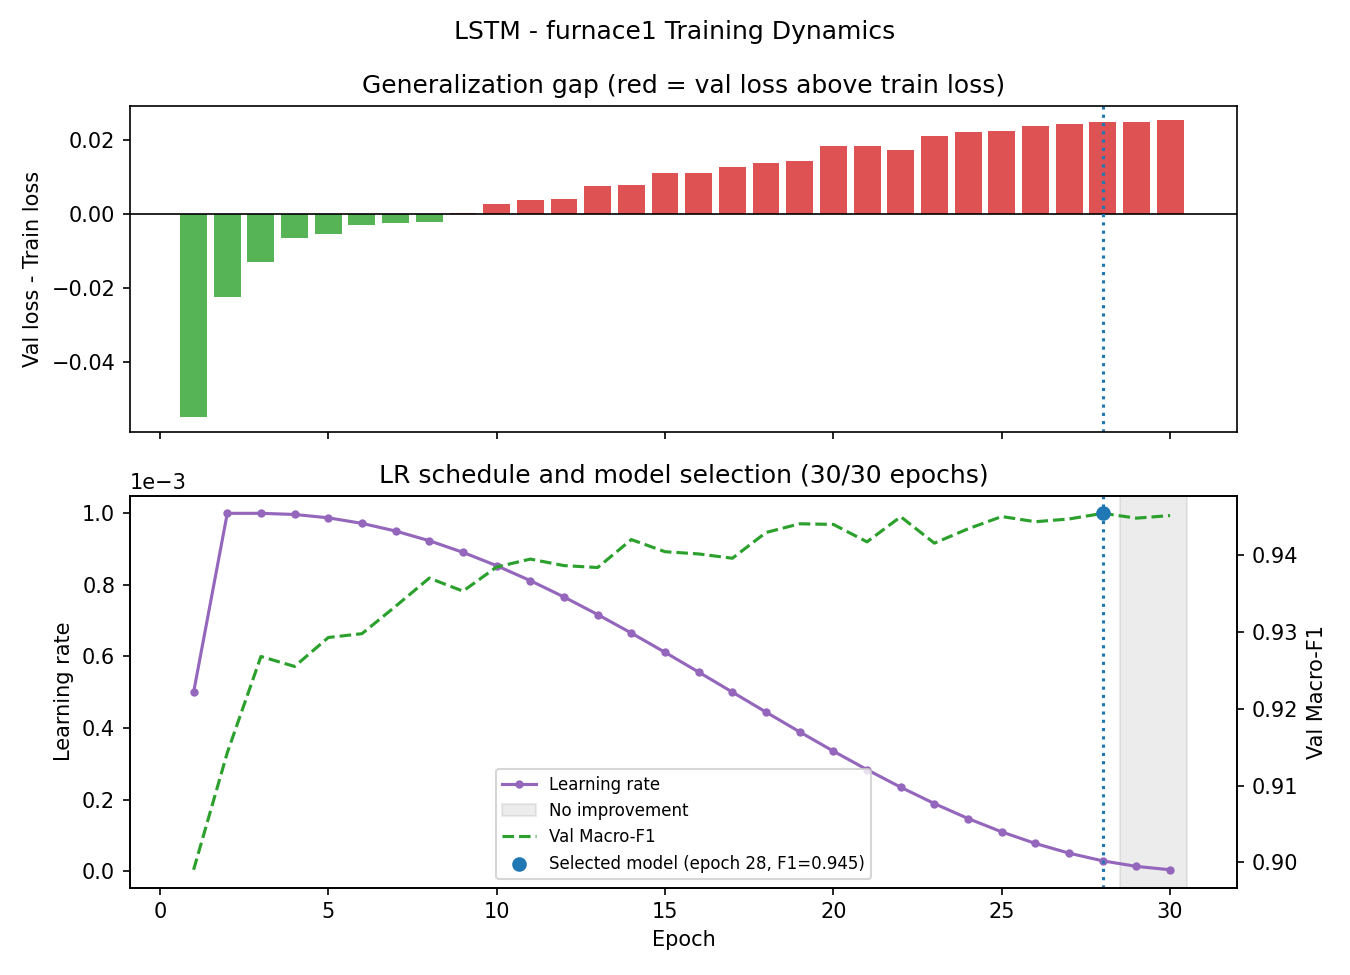 LSTM - furnace1 Training Dynamics
Generalization gap (red = val loss above train loss)
Val loss - Train loss
0.02
0.00
−0.02
−0.04
LR schedule and model selection (30/30 epochs)
1e−3
Learning rate
1.0
0.8
0.6
0.4
0.2
0.0
Val Macro-F1
0.94
0.93
0.92
0.91
0.90
Learning rate
No improvement
Val Macro-F1
Selected model (epoch 28, F1=0.945)
0 5 10 15 20 25 30
Epoch